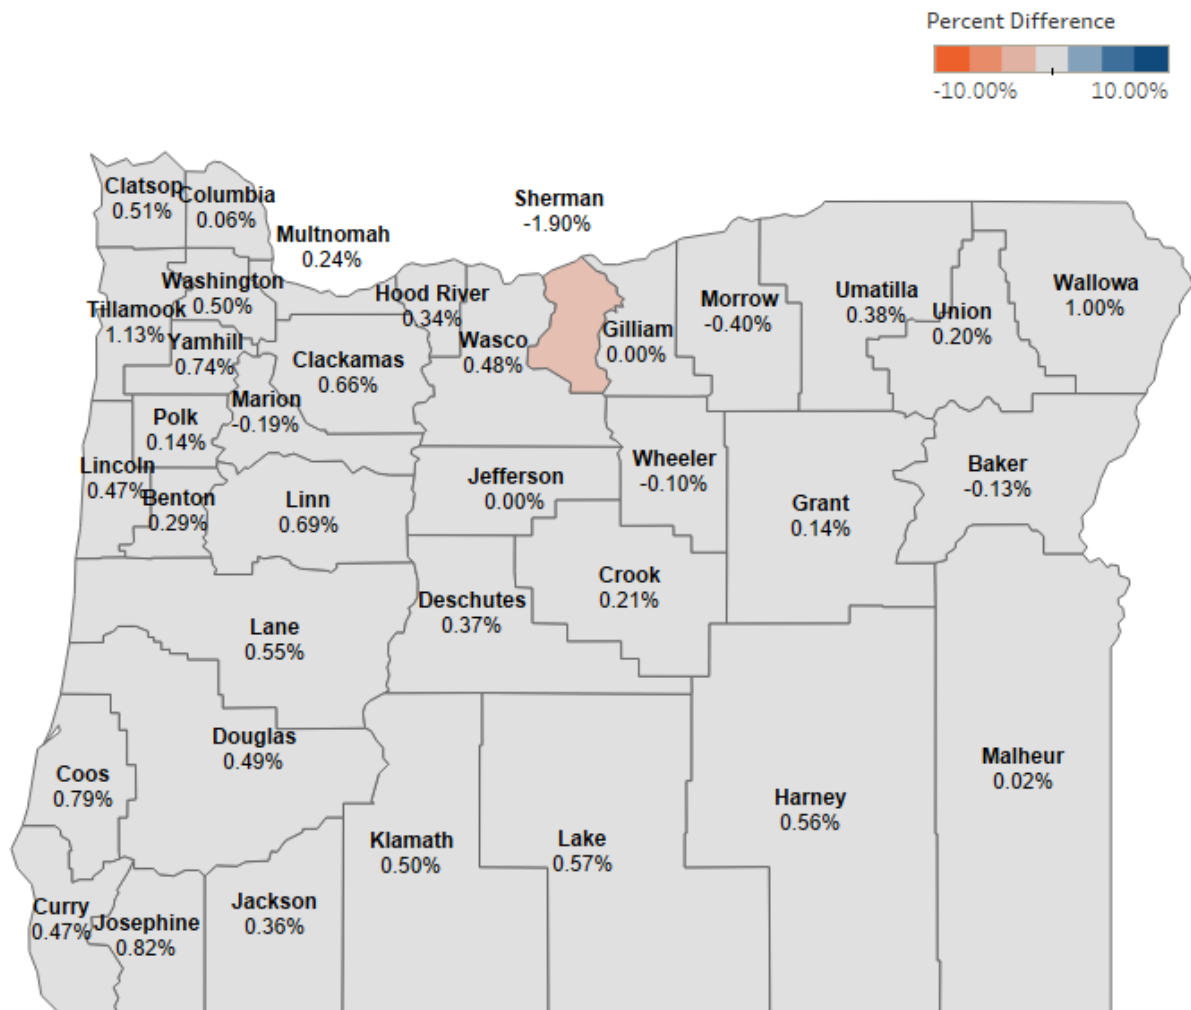 Percent Difference
-10.00% 10.00%
Clatsop
0.51%
Columbia
0.06%
Multnomah
0.24%
Sherman
-1.90%
Washington
0.50%
Tillamook
1.13%
Yamhill
0.74%
Hood River
0.34%
Wasco
0.48%
Gilliam
0.00%
Morrow
-0.40%
Umatilla
0.38%
Union
0.20%
Wallowa
1.00%
Clackamas
0.66%
Marion
-0.19%
Polk
0.14%
Lincoln
0.47%
Benton
0.29%
Linn
0.69%
Jefferson
0.00%
Wheeler
-0.10%
Grant
0.14%
Baker
-0.13%
Crook
0.21%
Deschutes
0.37%
Lane
0.55%
Douglas
0.49%
Coos
0.79%
Curry
0.47%
Josephine
0.82%
Jackson
0.36%
Klamath
0.50%
Lake
0.57%
Harney
0.56%
Malheur
0.02%